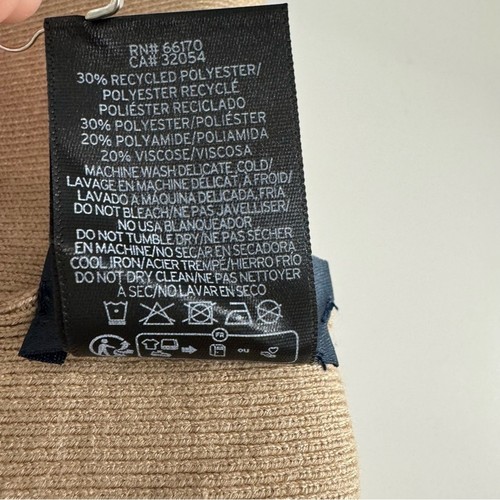 RN# 66170
CA# 32054
30% RECYCLED POLYESTER/
POLYESTER RECYCLÉ
POLIÉSTER RECICLADO
30% POLYESTER/POLIÉSTER
20% POLYAMIDE/POLIAMIDA
20% VISCOSE/VISCOSA
MACHINE WASH DELICATE, COLD/
LAVAGE EN MACHINE DÉLICAT, À FROID/
LAVADO A MÁQUINA DELICADA, FRÍA
DO NOT BLEACH/NE PAS JAVELLISER/
NO USA BLANQUEADOR
DO NOT TUMBLE DRY/NE PAS SÉCHER
EN MACHINE/NO SECAR EN SECADORA
COOL IRON/ACIER TREMPÉ/HIERRO FRÍO
DO NOT DRY CLEAN/NE PAS NETTOYER
À SEC/NO LAVAR EN SECO
FR
OU